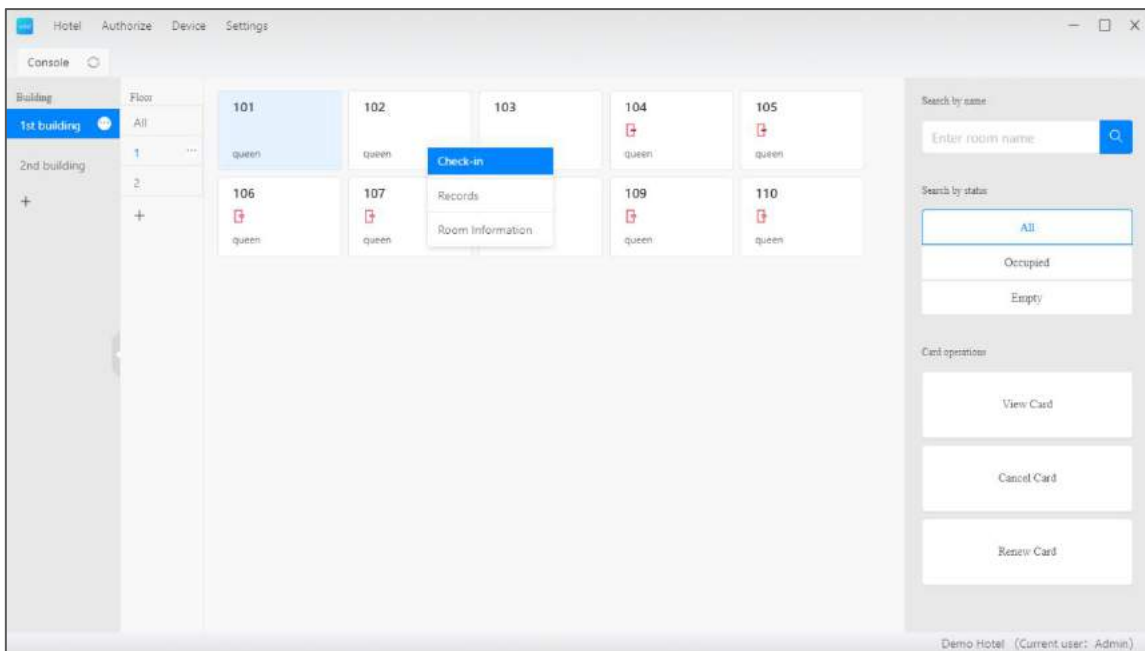 Hotel Authorize Device Settings
Console
Building
1st building
2nd building
+
Floor
All
1 ...
2
+
101
queen
102
queen
103
104
queen
105
queen
106
queen
107
queen
109
queen
110
queen
Check-in
Records
Room Information
Search by name
Enter room name
Search by status
All
Occupied
Empty
Card operations
View Card
Cancel Card
Renew Card
Demo Hotel (Current user: Admin)